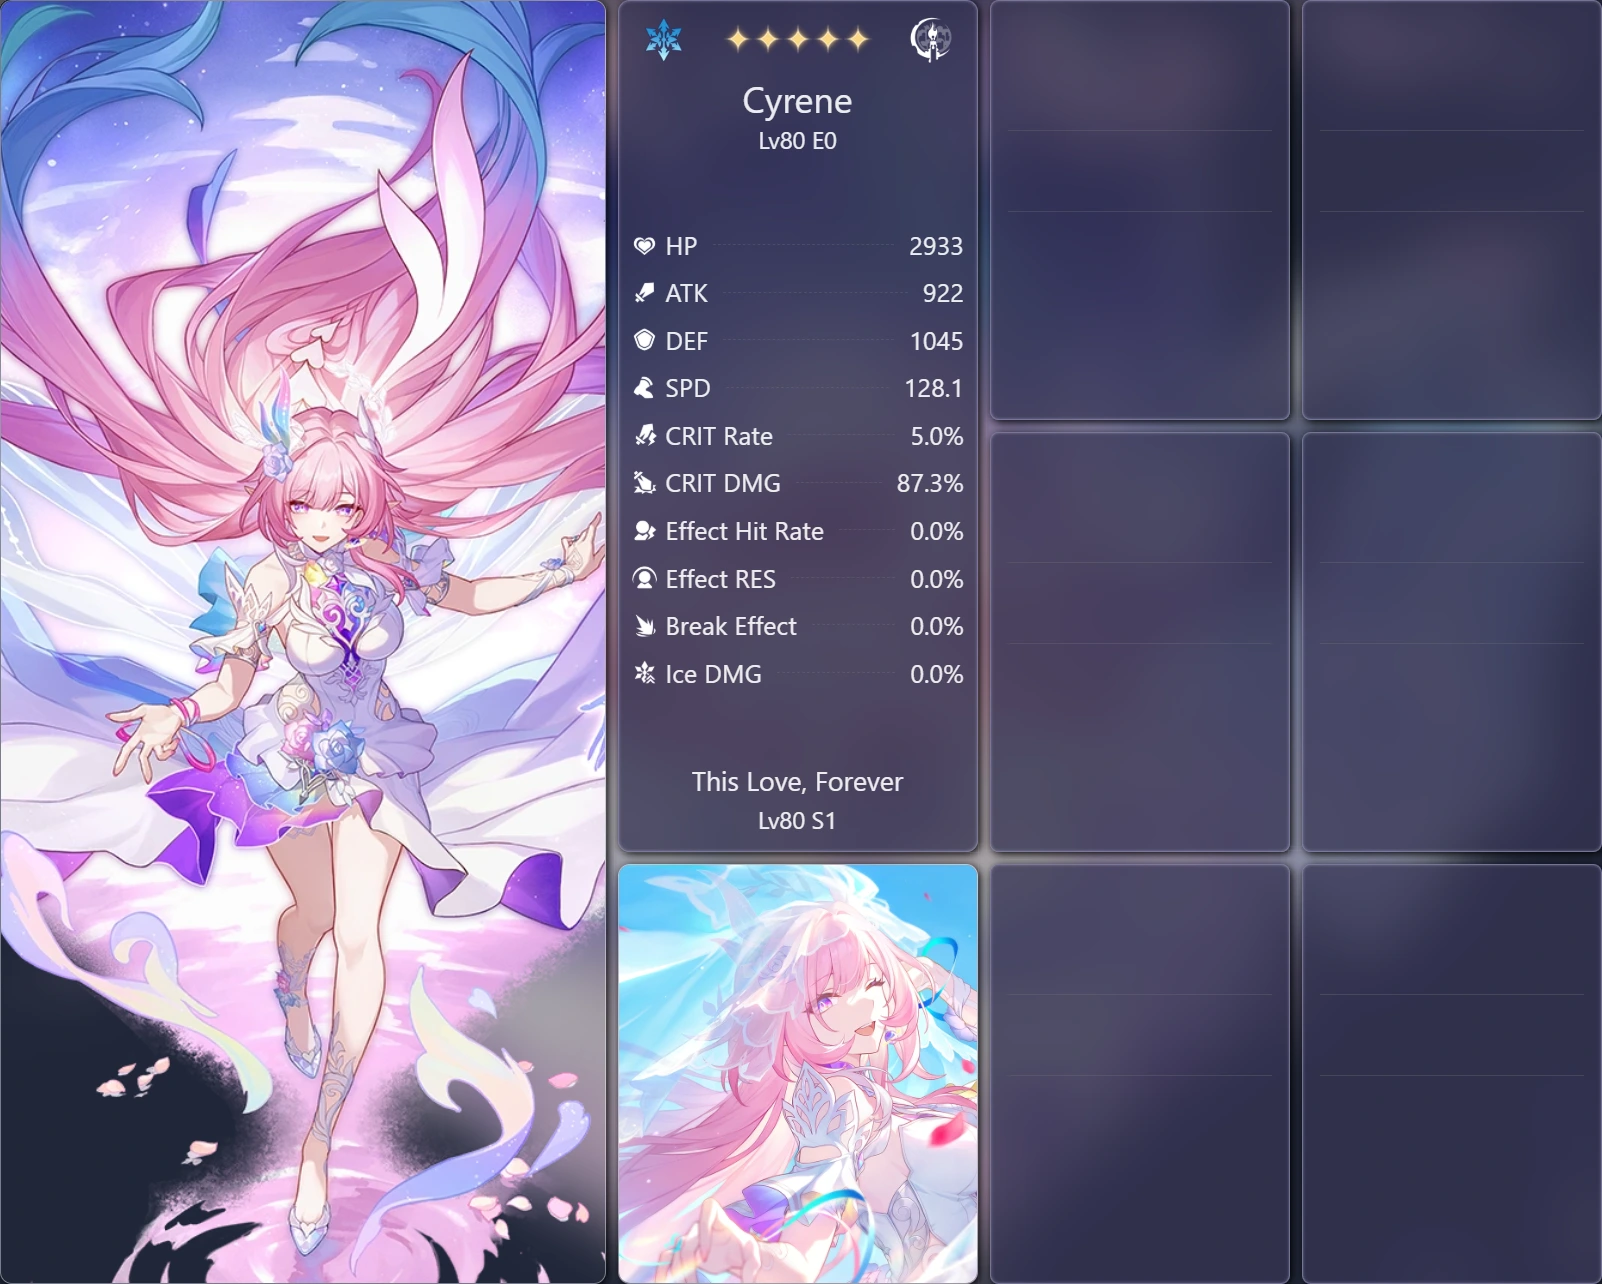 Cyrene
Lv80 E0
HP 2933
ATK 922
DEF 1045
SPD 128.1
CRIT Rate 5.0%
CRIT DMG 87.3%
Effect Hit Rate 0.0%
Effect RES 0.0%
Break Effect 0.0%
Ice DMG 0.0%
This Love, Forever
Lv80 S1